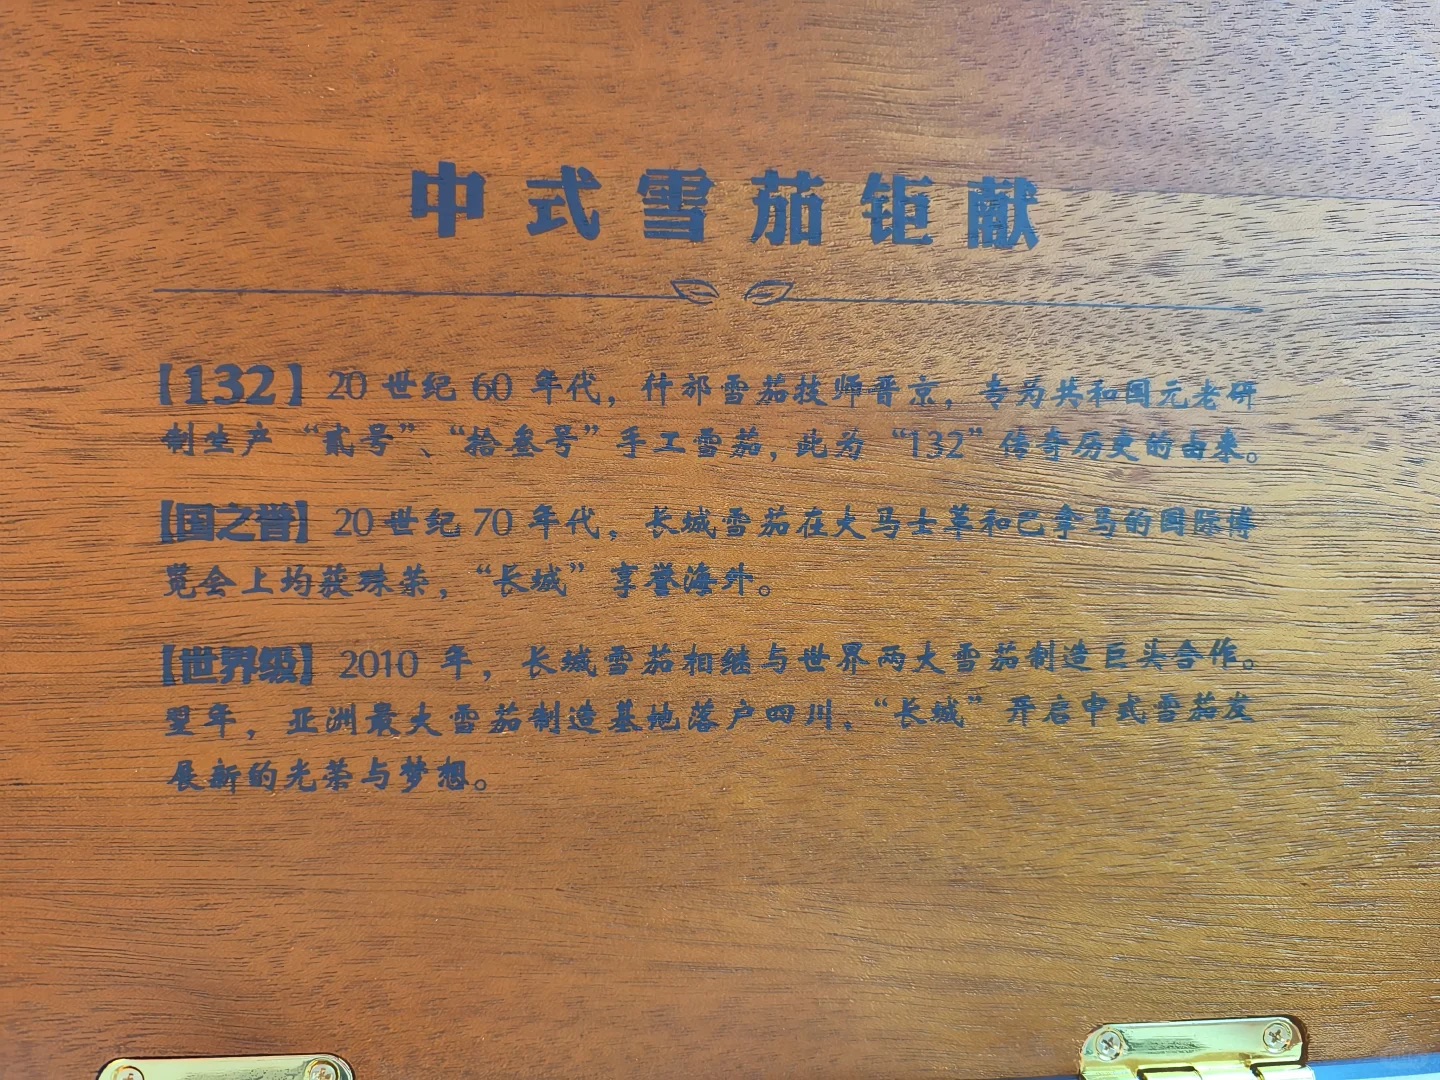 中式雪茄钜献
【132】20世纪60年代，什邡雪茄技师晋京，专为共和国元老研
制生产“貳号”、“拾叁号”手工雪茄，此为“132”传奇历史的由来。
【国之誉】20世纪70年代，长城雪茄在大马士革和巴拿马的国际博
览会上均获殊荣，“长城”享誉海外。
【世界级】2010年，长城雪茄相继与世界两大雪茄制造巨头合作。
翌年，亚洲最大雪茄制造基地落户四川，“长城”开启中式雪茄发
展新的光荣与梦想。